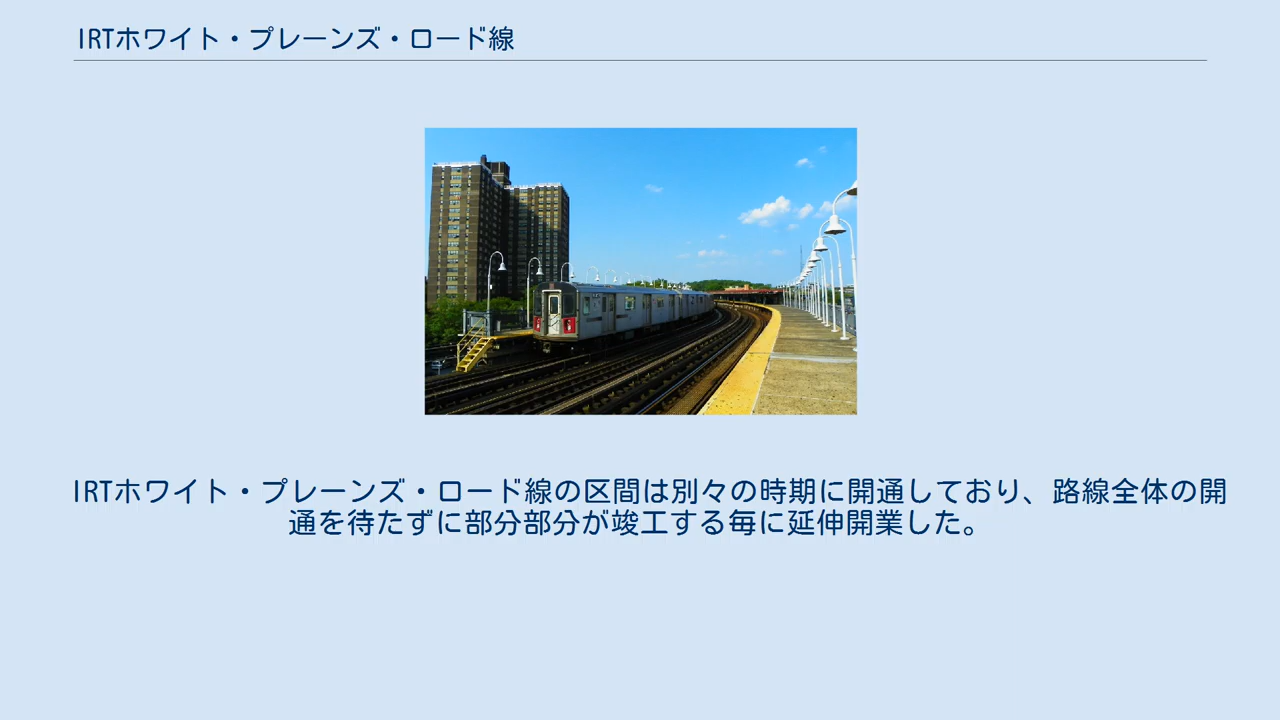 IRTホワイト・プレーンズ・ロード線
IRTホワイト・プレーンズ・ロード線の区間は別々の時期に開通しており、路線全体の開
通を待たずに部分部分が竣工する毎に延伸開業した。